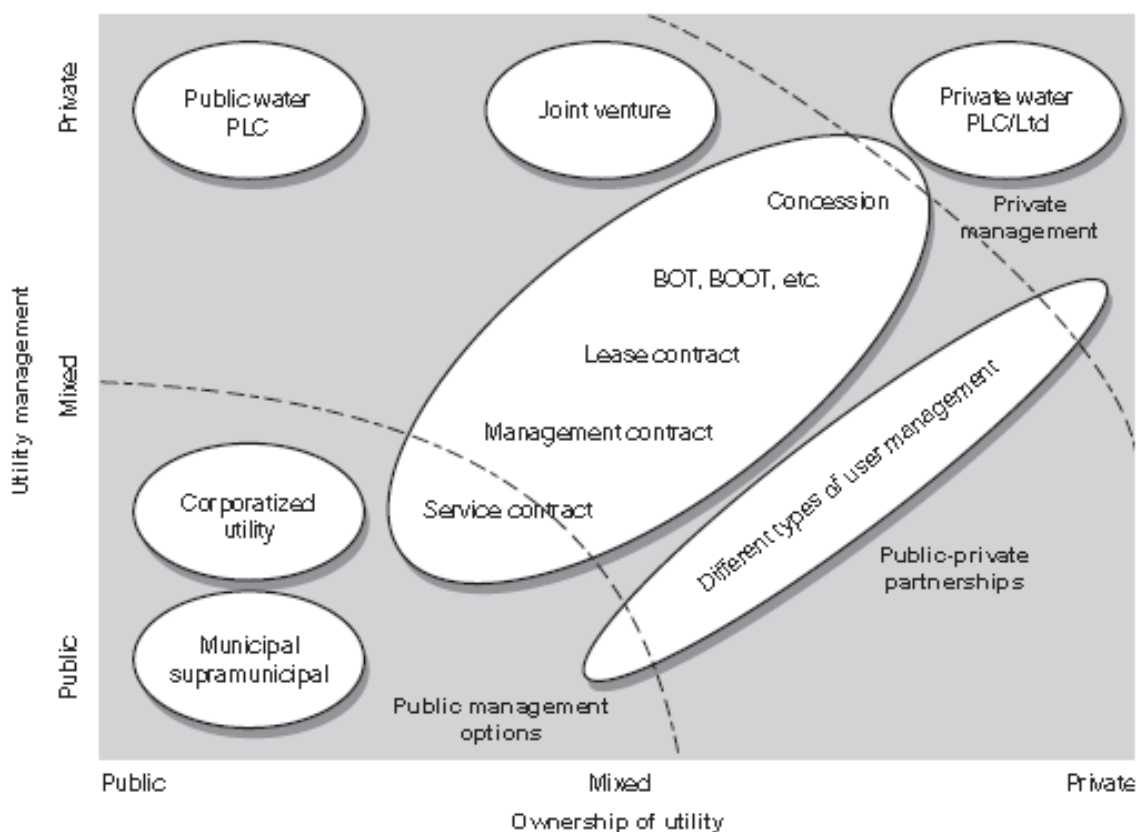 Private
Mixed
Public
Utility management
Public water
PLC
Joint venture
Private water
PLC/Ltd
Concession
Private
management
BOT, BOOT, etc.
Lease contract
Management contract
Service contract
Different types of user management
Corporatized
utility
Public-private
partnerships
Municipal
supramunicipal
Public management
options
Public
Mixed
Private
Ownership of utility